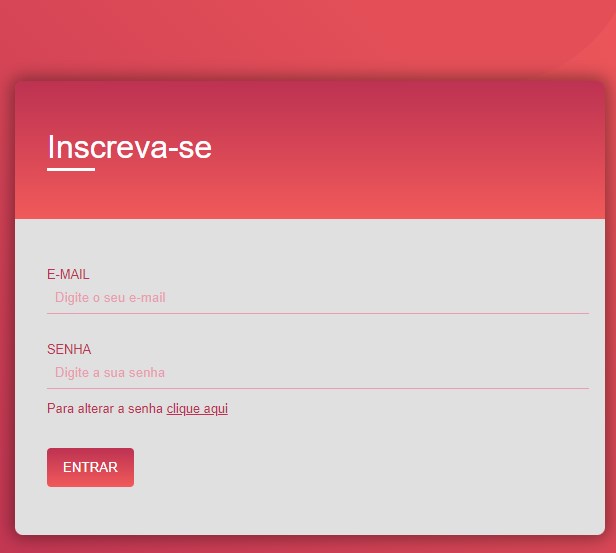 Inscreva-se
E-MAIL
Digite o seu e-mail
SENHA
Digite a sua senha
Para alterar a senha clique aqui
ENTRAR